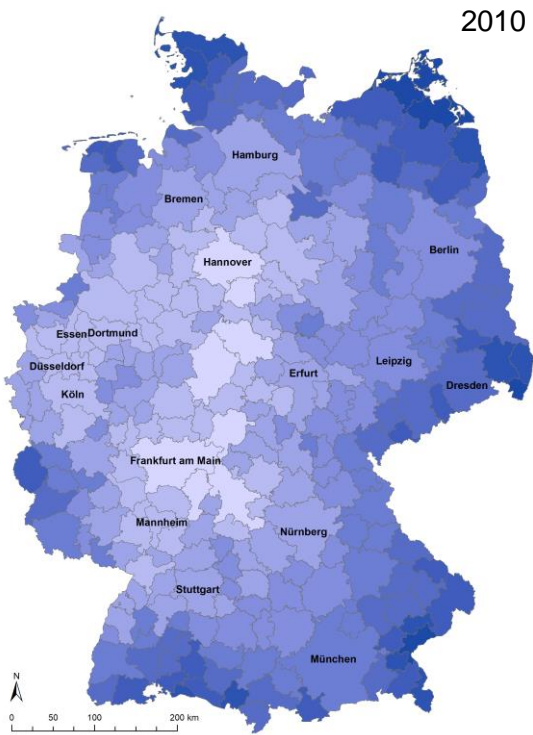 2010
Hamburg
Bremen
Berlin
Hannover
Essen Dortmund
Düsseldorf
Leipzig
Erfurt
Dresden
Köln
Frankfurt am Main
Mannheim
Nürnberg
Stuttgart
München
N
0 50 100 200 km